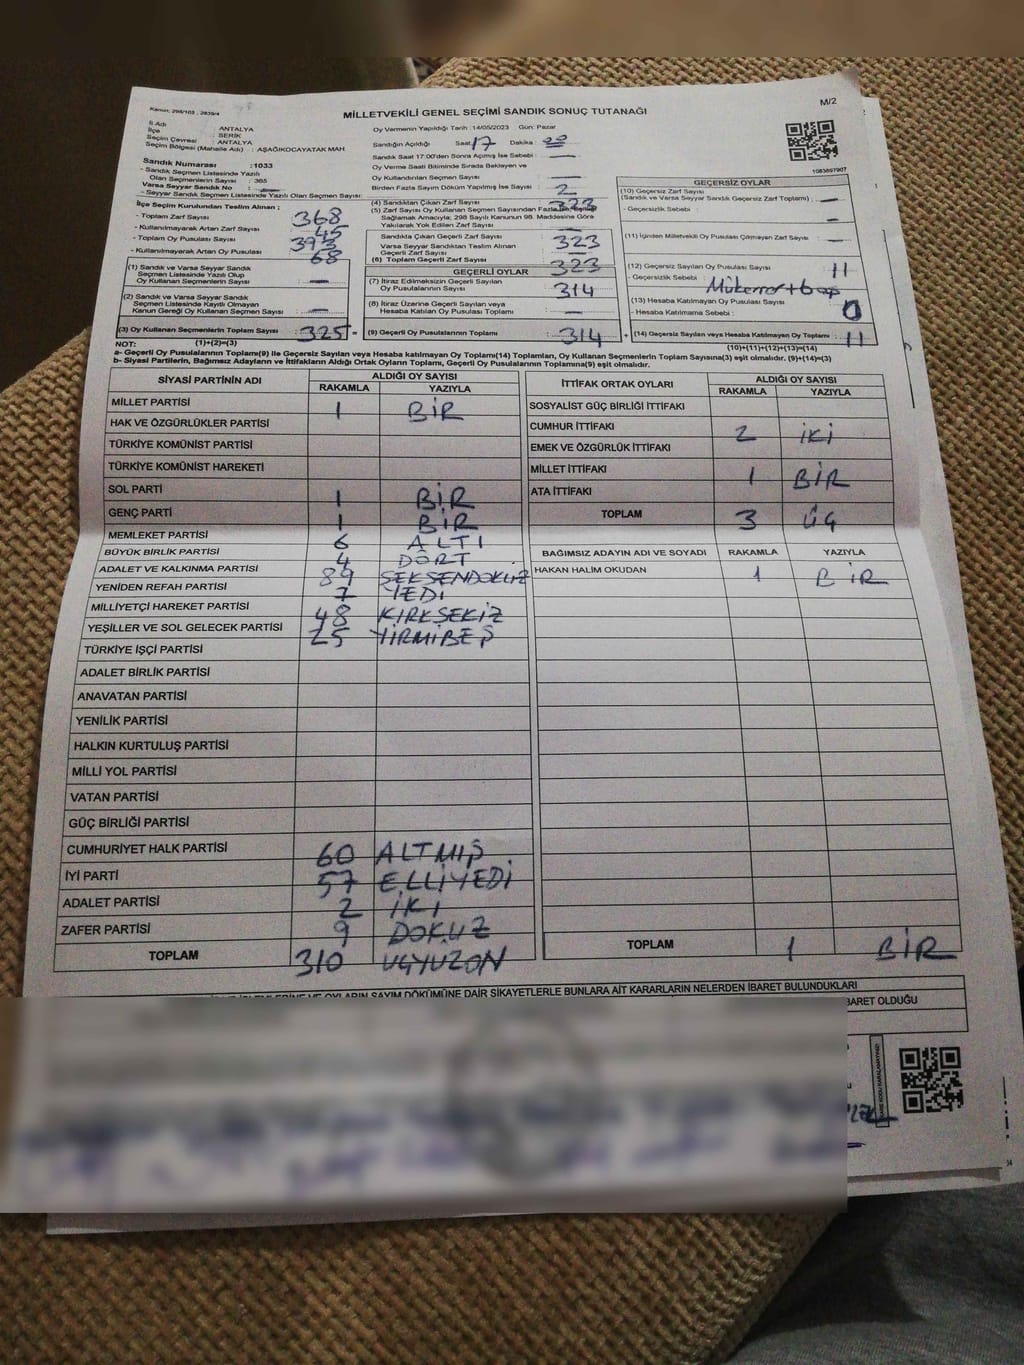 Kanun: 298/105 - 2839/4
MİLLETVEKİLİ GENEL SEÇİMİ SANDIK SONUÇ TUTANAĞI
M/2
İli Adı : ANTALYA
İlçe : SERİK
Seçim Çevresi : ANTALYA
Seçim Bölgesi (Mahalle Adı) : AŞAĞIKOCAYATAK MAH.
Sandık Numarası :1033
- Sandık Seçmen Listesinde Yazılı
Olan Seçmenlerin Sayısı : 365
Varsa Seyyar Sandık No : —
- Seyyar Sandık Seçmen Listesinde Yazılı Olan Seçmen Sayısı:
İlçe Seçim Kurulundan Teslim Alınan :
- Toplam Zarf Sayısı : 368
- Kullanılmayarak Artan Zarf Sayısı : 45
- Toplam Oy Pusulası Sayısı : 393
- Kullanılmayarak Artan Oy Pusulası : 68
(1) Sandık ve Varsa Seyyar Sandık
Seçmen Listesinde Yazılı Olup
Oy Kullanan Seçmenlerin Sayısı : —
(2) Sandık ve Varsa Seyyar Sandık
Seçmen Listesinde Kayıtlı Olmayan
Kanun Gereği Oy Kullanan Seçmen Sayısı : —
(3) Oy Kullanan Seçmenlerin Toplam Sayısı : 325
Oy Vermenin Yapıldığı Tarih :14/05/2023 Gün: Pazar
Sandığın Açıldığı Saat: 17 Dakika :
Sandık Saat 17:00'den Sonra Açılmış İse Sebebi : —
Oy Verme Saati Bitiminde Sırada Bekleyen ve
Oy Kullandırılan Seçmen Sayısı : —
Birden Fazla Sayım Döküm Yapılmış İse Sayısı : 2
(4) Sandıktan Çıkan Zarf Sayısı : 323
(5) Zarf Sayısı Oy Kullanan Seçmen Sayısından Fazla
Sağlamak Amacıyla; 298 Sayılı Kanunun 98. Maddesine Göre
Yakılarak Yok Edilen Zarf Sayısı : —
Sandıkta Çıkan Geçerli Zarf Sayısı : 323
Varsa Seyyar Sandıktan Teslim Alınan
Geçerli Zarf Sayısı : —
(6) Toplam Geçerli Zarf Sayısı : 323
GEÇERLİ OYLAR
(7) İtiraz Edilmeksizin Geçerli Sayılan
Oy Pusulalarının Sayısı : 314
(8) İtiraz Üzerine Geçerli Sayılan veya
Hesaba Katılan Oy Pusulası Toplamı : —
= (9) Geçerli Oy Pusulalarının Toplamı : 314
1083897907
GEÇERSİZ OYLAR
(10) Geçersiz Zarf Sayısı
(Sandık ve Varsa Seyyar Sandık Geçersiz Zarf Toplamı) : —
- Geçersizlik Sebebi : —
(11) İçinden Milletvekili Oy Pusulası Çıkmayan Zarf Sayısı : —
(12) Geçersiz Sayılan Oy Pusulası Sayısı : 11
- Geçersizlik Sebebi : Mükerrer+
(13) Hesaba Katılmayan Oy Pusulası Sayısı : 0
- Hesaba Katılmama Sebebi :
+ (14) Geçersiz Sayılan veya Hesaba Katılmayan Oy Toplamı : 11
NOT: (1)+(2)=(3) (10)+(11)+(12)+(13)=(14)
a- Geçerli Oy Pusulalarının Toplamı(9) ile Geçersiz Sayılan veya Hesaba katılmayan Oy Toplamı(14) Toplamları, Oy Kullanan Seçmenlerin Toplam Sayısına(3) eşit olmalıdır. (9)+(14)=(3)
b- Siyasi Partilerin, Bağımsız Adayların ve İttifakların Aldığı Ortak Oyların Toplamı, Geçerli Oy Pusulalarının Toplamına(9) eşit olmalıdır.
SİYASİ PARTİNİN ADI ALDIĞI OY SAYISI
RAKAMLA YAZIYLA
MİLLET PARTİSİ 1 BİR
HAK VE ÖZGÜRLÜKLER PARTİSİ
TÜRKİYE KOMÜNİST PARTİSİ
TÜRKİYE KOMÜNİST HAREKETİ
SOL PARTİ 1 BİR
GENÇ PARTİ 1 BİR
MEMLEKET PARTİSİ 6 ALTI
BÜYÜK BİRLİK PARTİSİ 4 DÖRT
ADALET VE KALKINMA PARTİSİ 89 SEKSENDOKUZ
YENİDEN REFAH PARTİSİ 7 YEDİ
MİLLİYETÇİ HAREKET PARTİSİ 48 KIRKSEKİZ
YEŞİLLER VE SOL GELECEK PARTİSİ 25 YİRMİBEŞ
TÜRKİYE İŞÇİ PARTİSİ
ADALET BİRLİK PARTİSİ
ANAVATAN PARTİSİ
YENİLİK PARTİSİ
HALKIN KURTULUŞ PARTİSİ
MİLLİ YOL PARTİSİ
VATAN PARTİSİ
GÜÇ BİRLİĞİ PARTİSİ
CUMHURİYET HALK PARTİSİ 60 ALTMIŞ
İYİ PARTİ 57 ELLİYEDİ
ADALET PARTİSİ 2 İKİ
ZAFER PARTİSİ 9 DOKUZ
TOPLAM 310 ÜÇYÜZON
İTTİFAK ORTAK OYLARI ALDIĞI OY SAYISI
RAKAMLA YAZIYLA
SOSYALİST GÜÇ BİRLİĞİ İTTİFAKI
CUMHUR İTTİFAKI 2 İKİ
EMEK VE ÖZGÜRLÜK İTTİFAKI
MİLLET İTTİFAKI 1 BİR
ATA İTTİFAKI
TOPLAM 3 ÜÇ
BAĞIMSIZ ADAYIN ADI VE SOYADI RAKAMLA YAZIYLA
HAKAN HALİM OKUDAN 1 BİR
TOPLAM 1 BİR
İŞLEMLERİNE VE OYLARIN SAYIM DÖKÜMÜNE DAİR ŞİKAYETLERLE BUNLARA AİT KARARLARIN NELERDEN İBARET BULUNDUKLARI
İBARET OLDUĞU